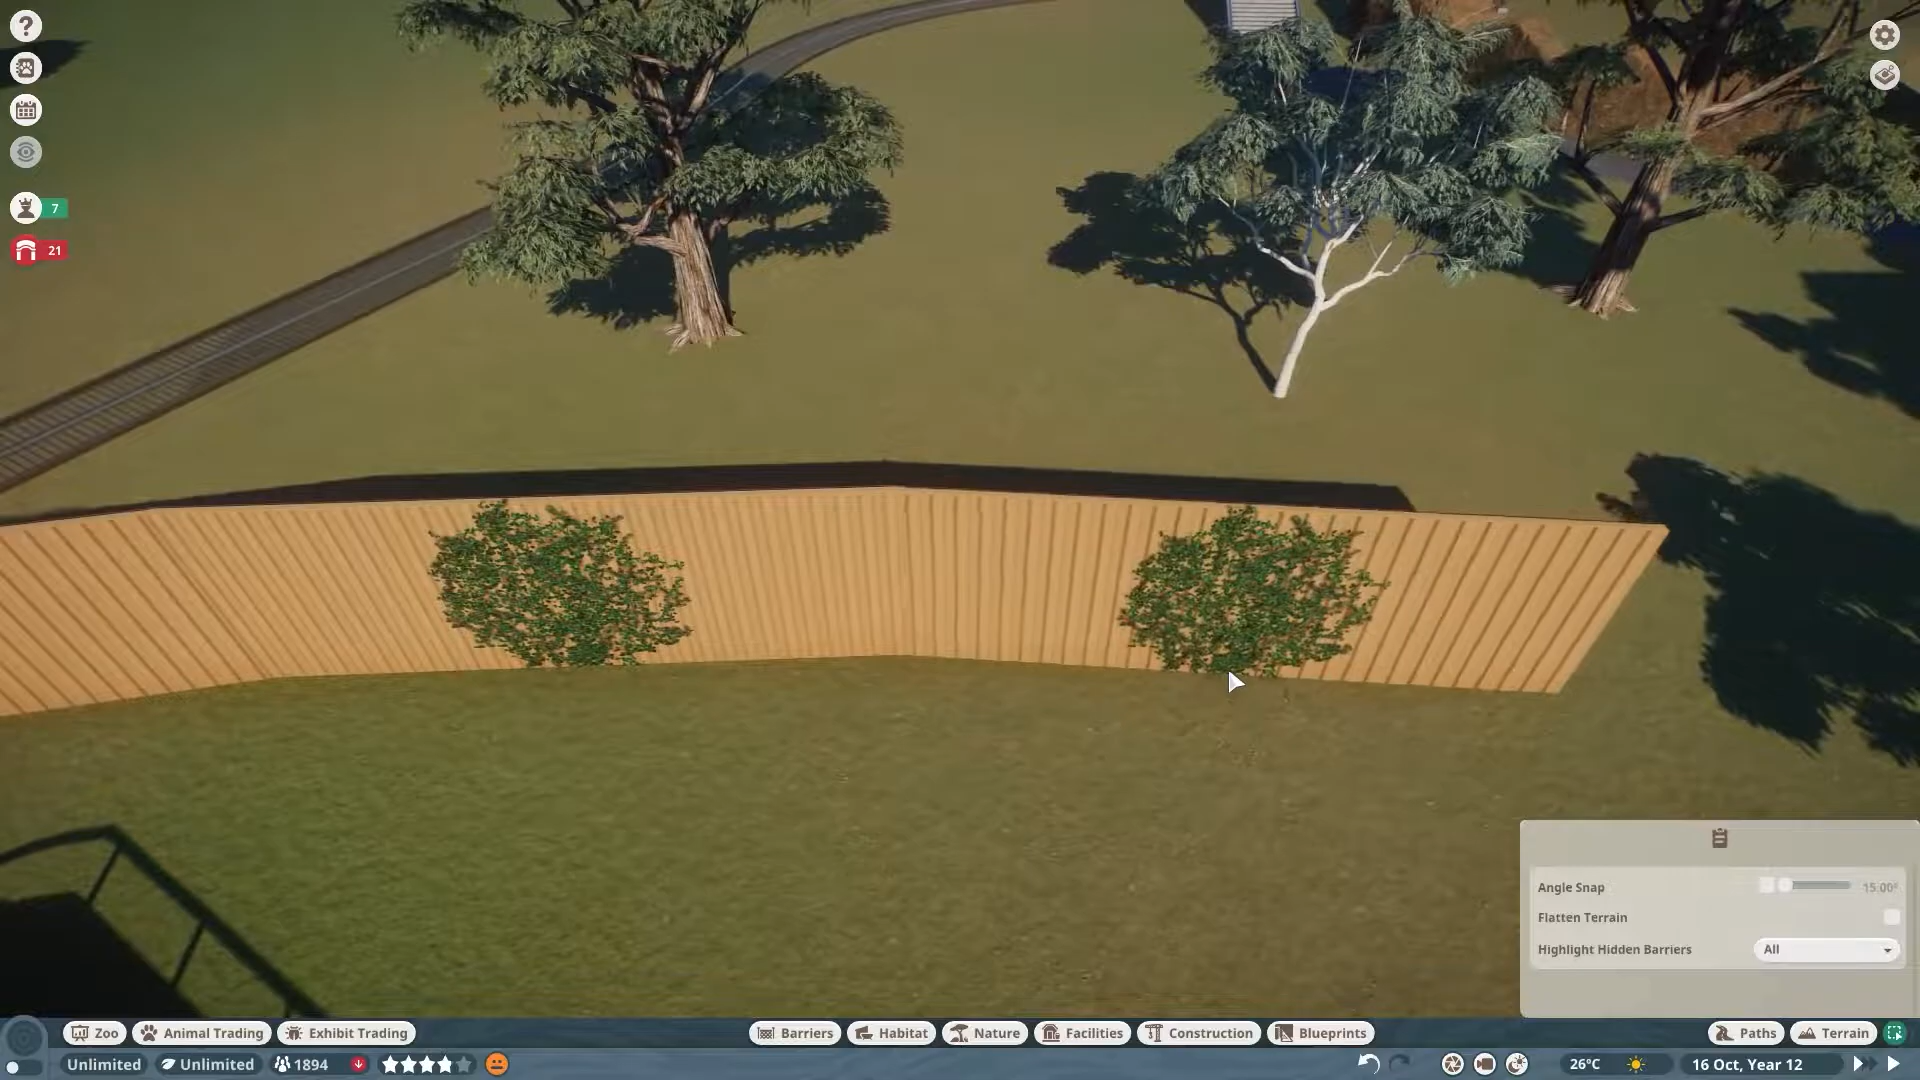 ?
7
21
Angle Snap 15.00°
Flatten Terrain
Highlight Hidden Barriers All
Zoo Animal Trading Exhibit Trading Barriers Habitat Nature Facilities Construction Blueprints Paths Terrain
Unlimited Unlimited 1894 26°C 16 Oct, Year 12